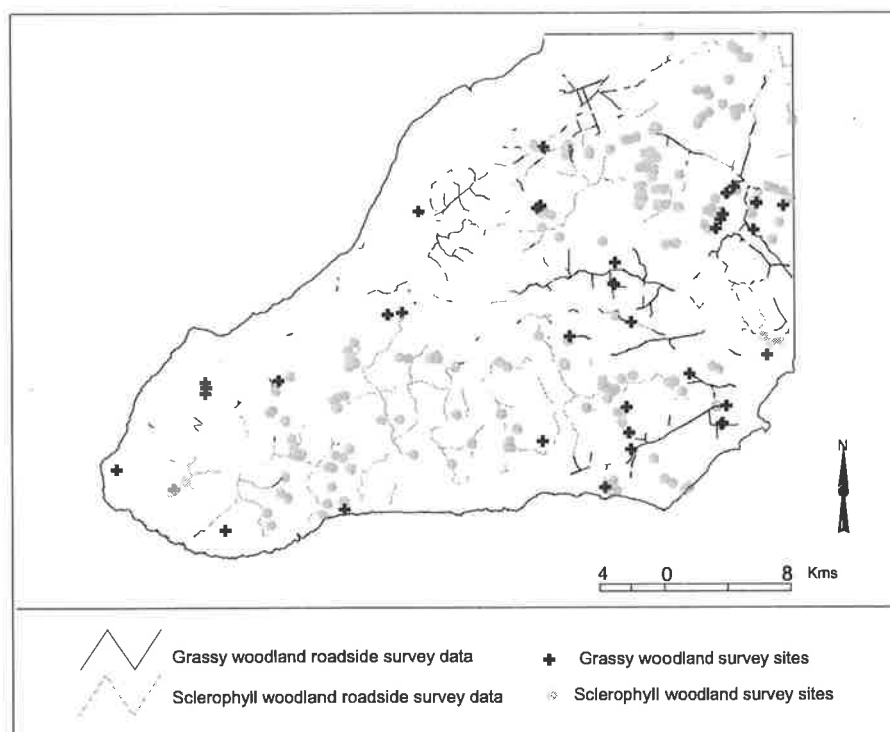 N
4 0 8 Kms
Grassy woodland roadside survey data
Grassy woodland survey sites
Sclerophyll woodland roadside survey data
Sclerophyll woodland survey sites